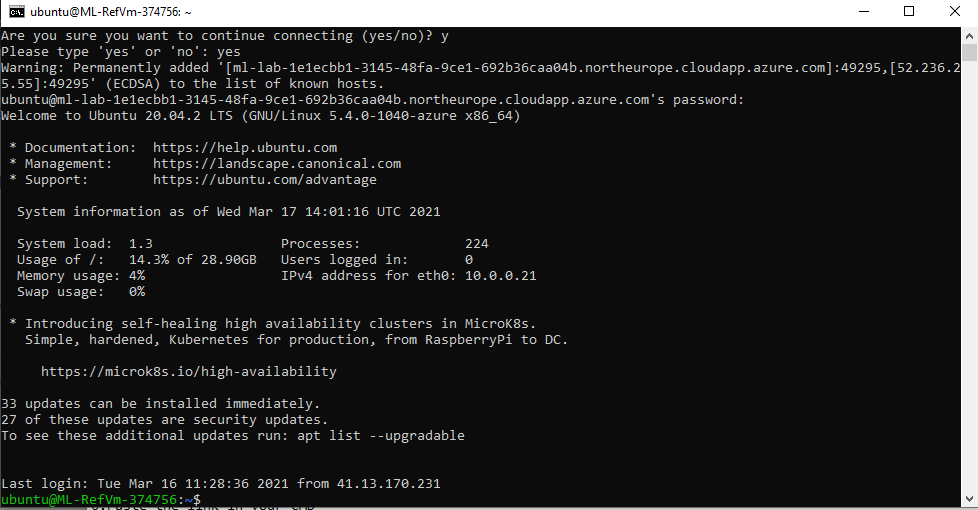 ubuntu@ML-RefVm-374756: ~
Are you sure you want to continue connecting (yes/no)? y
Please type 'yes' or 'no': yes
Warning: Permanently added '[ml-lab-1e1ecbb1-3145-48fa-9ce1-692b36caa04b.northeurope.cloudapp.azure.com]:49295,[52.236.2
5.55]:49295' (ECDSA) to the list of known hosts.
ubuntu@ml-lab-1e1ecbb1-3145-48fa-9ce1-692b36caa04b.northeurope.cloudapp.azure.com's password:
Welcome to Ubuntu 20.04.2 LTS (GNU/Linux 5.4.0-1040-azure x86_64)
* Documentation:  https://help.ubuntu.com
* Management:     https://landscape.canonical.com
* Support:        https://ubuntu.com/advantage
System information as of Wed Mar 17 14:01:16 UTC 2021
System load:  1.3                Processes:             224
Usage of /:   14.3% of 28.90GB   Users logged in:       0
Memory usage: 4%                 IPv4 address for eth0: 10.0.0.21
Swap usage:   0%
* Introducing self-healing high availability clusters in MicroK8s.
Simple, hardened, Kubernetes for production, from RaspberryPi to DC.
https://microk8s.io/high-availability
33 updates can be installed immediately.
27 of these updates are security updates.
To see these additional updates run: apt list --upgradable
Last login: Tue Mar 16 11:28:36 2021 from 41.13.170.231
ubuntu@ML-RefVm-374756:~$